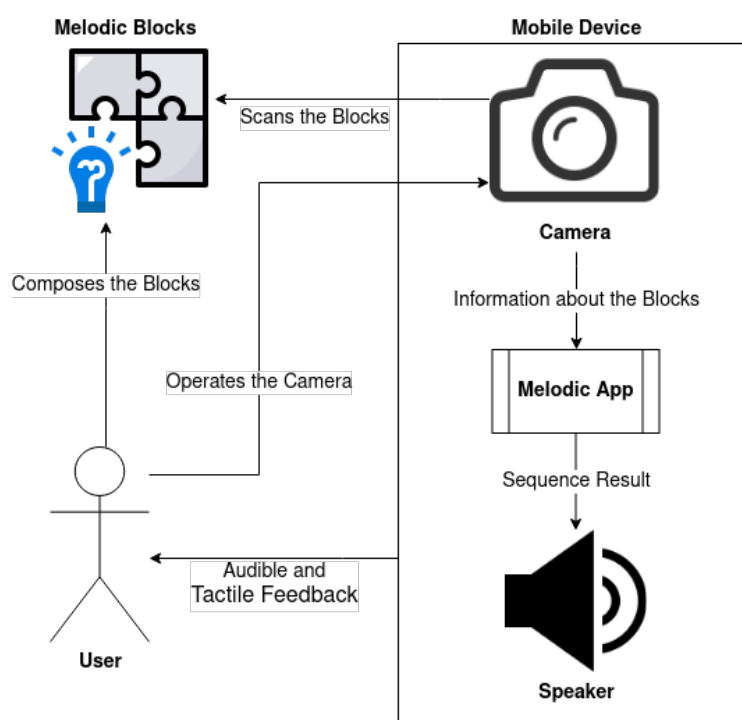 Melodic Blocks
Mobile Device
Scans the Blocks
Camera
Composes the Blocks
Information about the Blocks
Operates the Camera
Melodic App
Sequence Result
Audible and
Tactile Feedback
User
Speaker